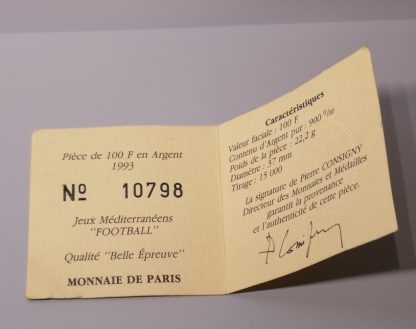 Pièce de 100 F en Argent
1993
Nº 10798
Jeux Méditerranéens
"FOOTBALL"
Qualité "Belle Épreuve"
MONNAIE DE PARIS
Caractéristiques
Valeur faciale : 100 F
Contenu d'Argent pur : 900 º/ºº
Poids de la pièce : 22,2 g
Diamètre : 37 mm
Tirage : 15 000
La signature de Pierre CONSIGNY
Directeur des Monnaies et Médailles
garantit la provenance
et l'authenticité de cette pièce.